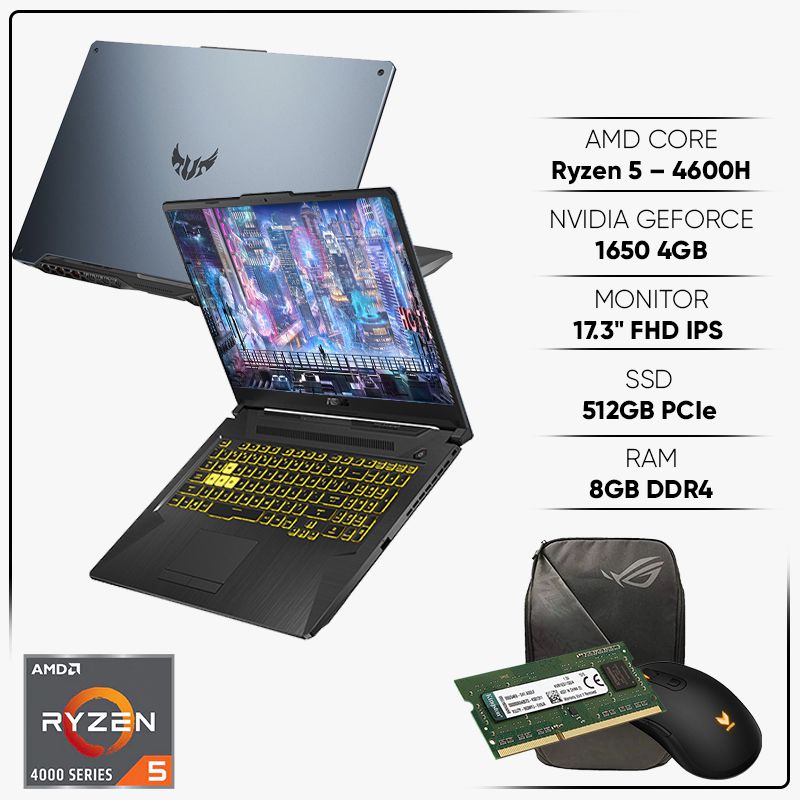 AMD CORE
Ryzen 5 – 4600H
NVIDIA GEFORCE
1650 4GB
MONITOR
17.3" FHD IPS
SSD
512GB PCIe
RAM
8GB DDR4
AMD
RYZEN
4000 SERIES 5
Kingston